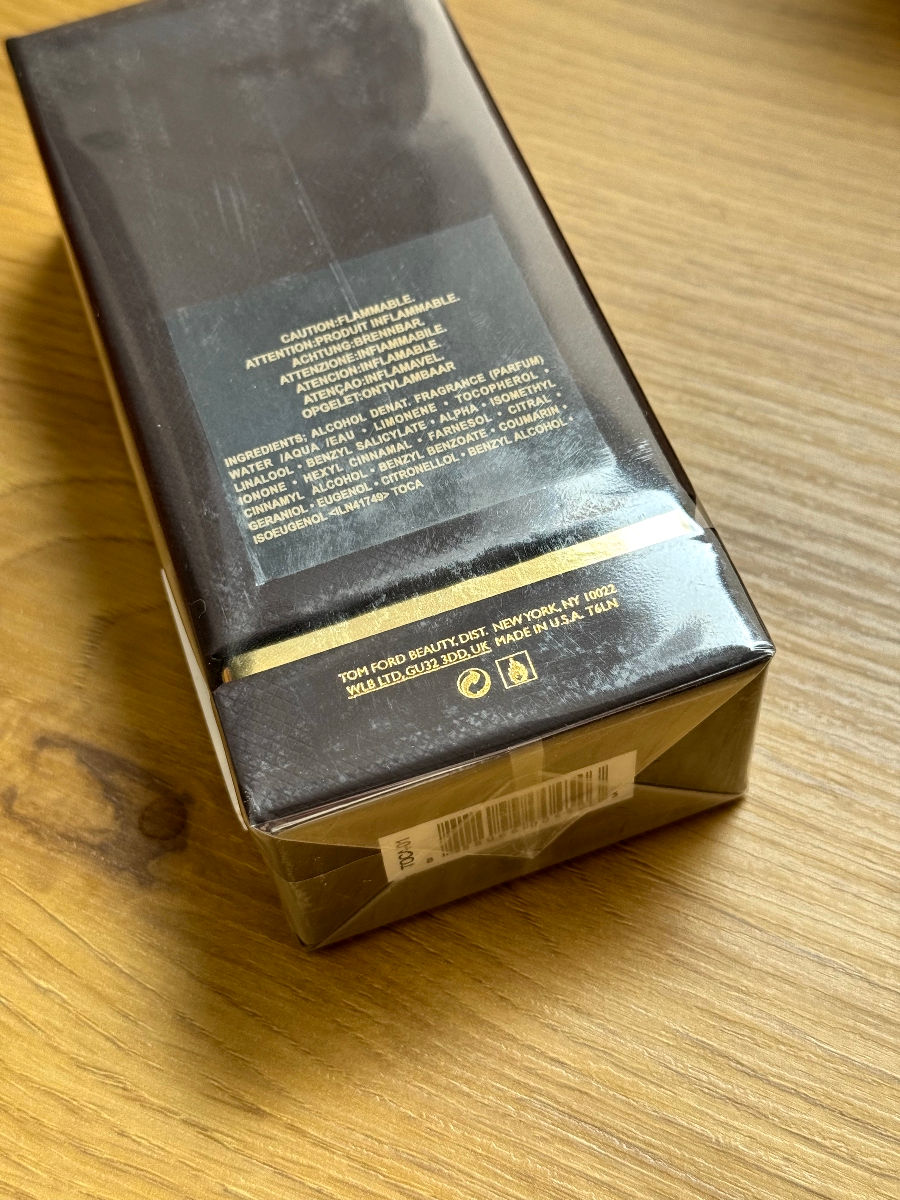 CAUTION:FLAMMABLE.
ATTENTION:PRODUIT INFLAMMABLE.
ACHTUNG:BRENNBAR.
ATTENZIONE:INFIAMMABILE.
ATENCION:INFLAMABLE.
ATENÇAO:INFLAMAVEL.
OPGELET:ONTVLAMBAAR
INGREDIENTS; ALCOHOL DENAT. FRAGRANCE (PARFUM) •
WATER /AQUA /EAU • LIMONENE • TOCOPHEROL •
LINALOOL • BENZYL SALICYLATE • ALPHA • ISOMETHYL
IONONE • HEXYL CINNAMAL • FARNESOL • CITRAL •
CINNAMYL ALCOHOL • BENZYL BENZOATE • COUMARIN •
GERANIOL • EUGENOL • CITRONELLOL • BENZYL ALCOHOL •
ISOEUGENOL <ILN41749> TOCA
TOM FORD BEAUTY, DIST. NEW YORK, NY 10022
WLB LTD, GU32 3DD, UK MADE IN U.S.A. T6LN